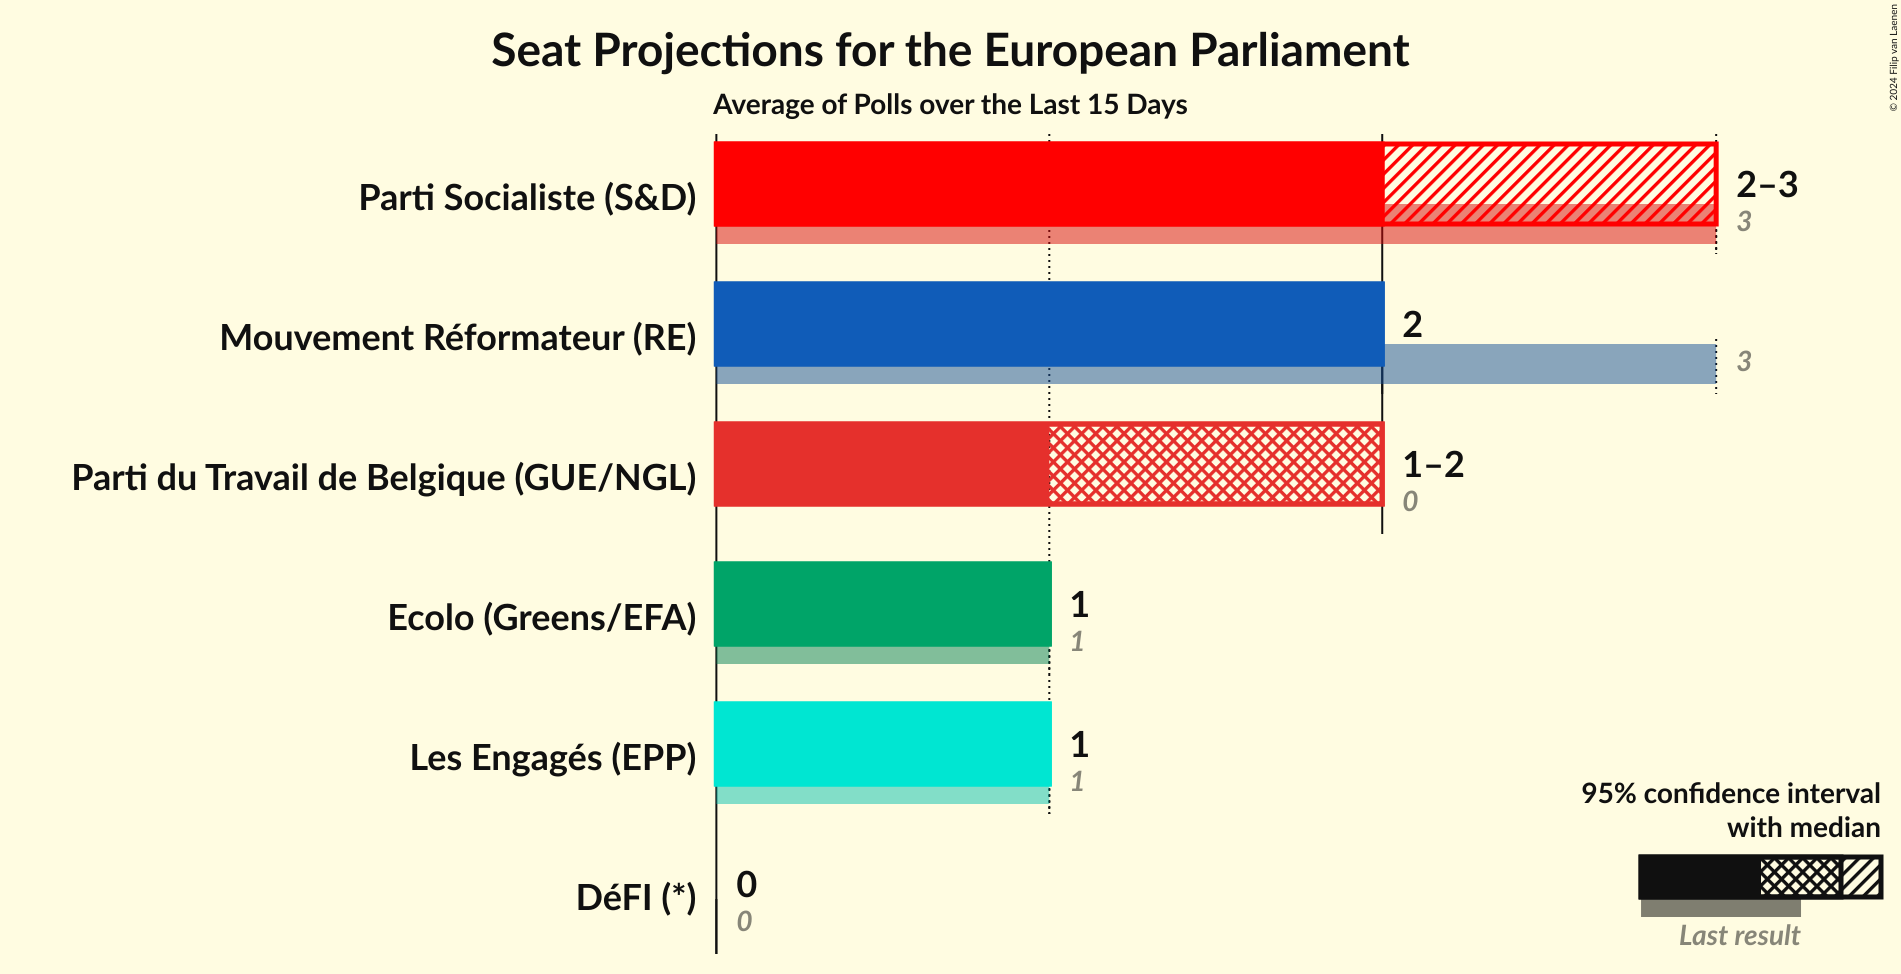 Seat Projections for the European Parliament
Average of Polls over the Last 15 Days
© 2024 Filip van Laenen
Parti Socialiste (S&D)
2–3
3
Mouvement Réformateur (RE)
2
3
Parti du Travail de Belgique (GUE/NGL)
1–2
0
Ecolo (Greens/EFA)
1
1
Les Engagés (EPP)
1
1
DéFI (*)
0
0
95% confidence interval
with median
Last result